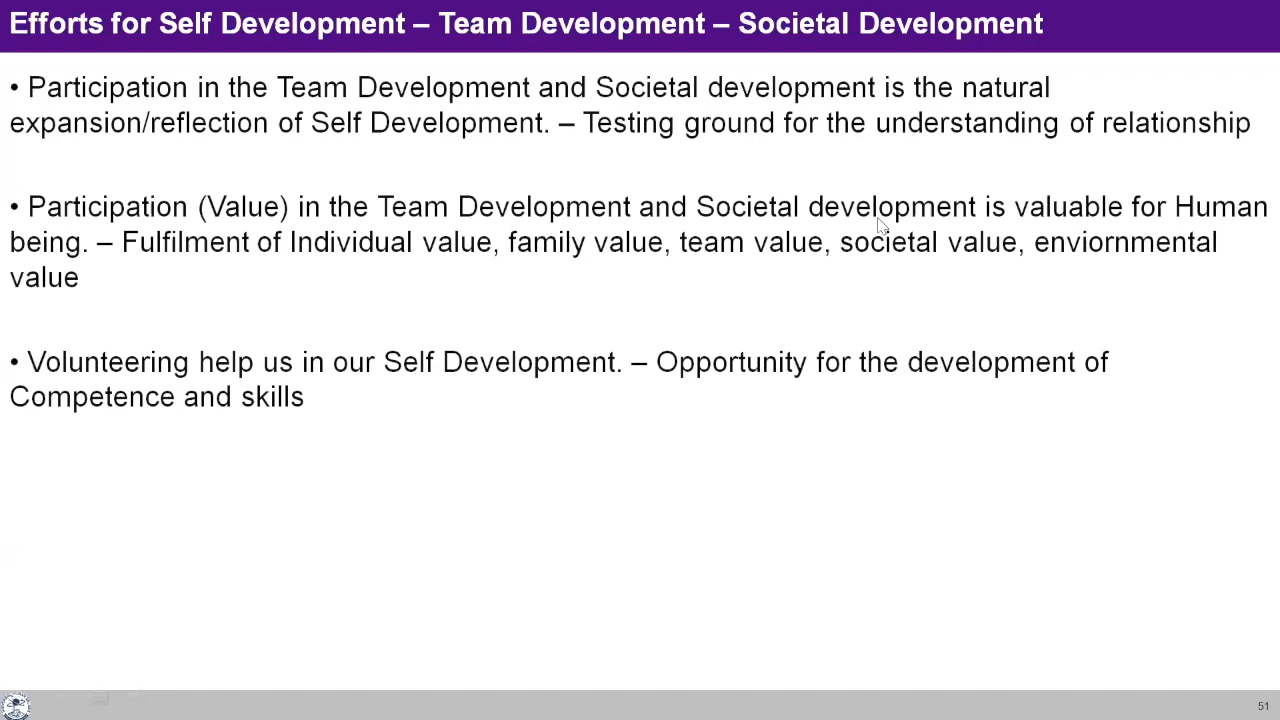 Efforts for Self Development – Team Development – Societal Development
• Participation in the Team Development and Societal development is the natural
expansion/reflection of Self Development. – Testing ground for the understanding of relationship
• Participation (Value) in the Team Development and Societal development is valuable for Human
being. – Fulfilment of Individual value, family value, team value, societal value, enviornmental
value
• Volunteering help us in our Self Development. – Opportunity for the development of
Competence and skills
51